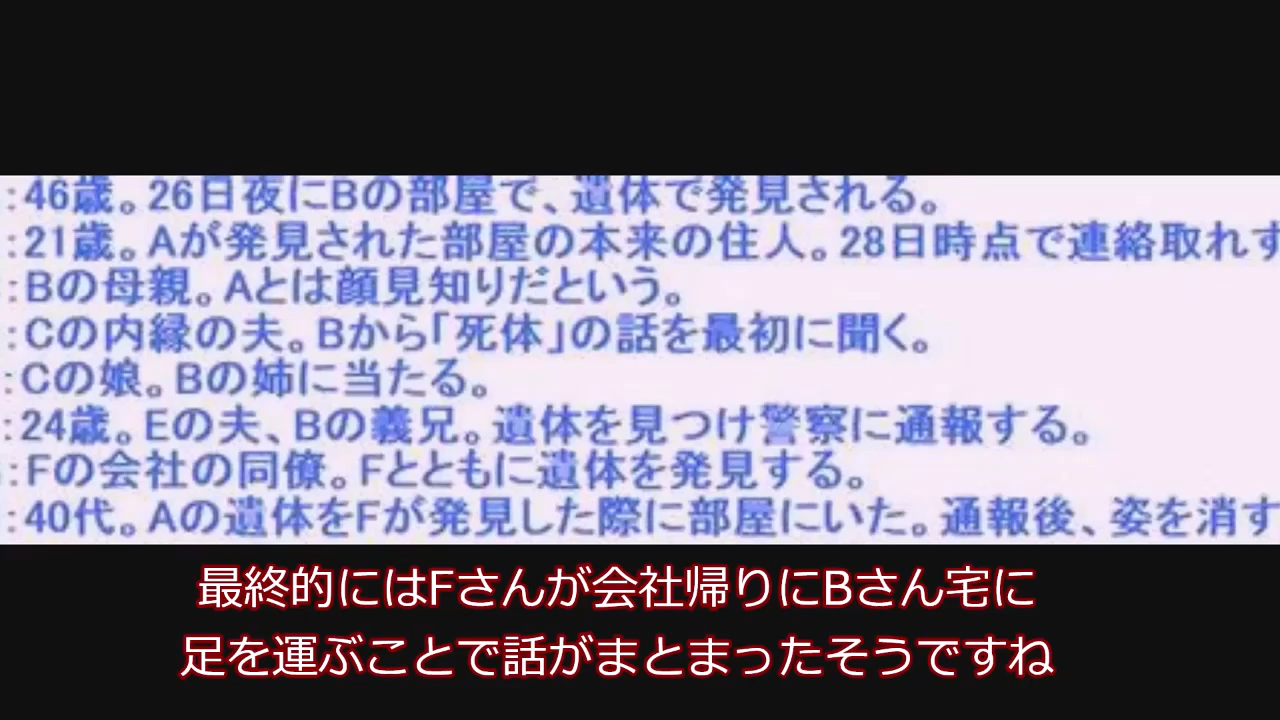 :46歳。26日夜にBの部屋で、遺体で発見される。
:21歳。Aが発見された部屋の本来の住人。28日時点で連絡取れず
:Bの母親。Aとは顔見知りだという。
:Cの内縁の夫。Bから「死体」の話を最初に聞く。
:Cの娘。Bの姉に当たる。
:24歳。Eの夫、Bの義兄。遺体を見つけ警察に通報する。
:Fの会社の同僚。Fとともに遺体を発見する。
:40代。Aの遺体をFが発見した際に部屋にいた。通報後、姿を消す
最終的にはFさんが会社帰りにBさん宅に
足を運ぶことで話がまとまったそうですね